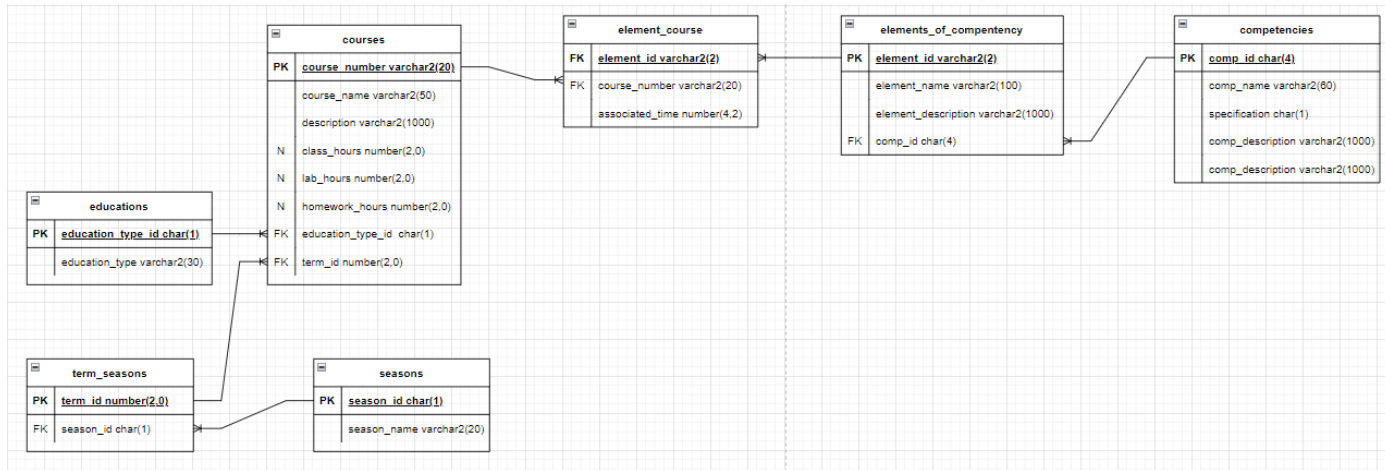 courses
PK course_number varchar2(20)
course_name varchar2(50)
description varchar2(1000)
N class_hours number(2,0)
N lab_hours number(2,0)
N homework_hours number(2,0)
FK education_type_id char(1)
FK term_id number(2,0)
element_course
FK element_id varchar2(2)
FK course_number varchar2(20)
associated_time number(4,2)
elements_of_compentency
PK element_id varchar2(2)
element_name varchar2(100)
element_description varchar2(1000)
FK comp_id char(4)
competencies
PK comp_id char(4)
comp_name varchar2(60)
specification char(1)
comp_description varchar2(1000)
comp_description varchar2(1000)
educations
PK education_type_id char(1)
education_type varchar2(30)
term_seasons
PK term_id number(2,0)
FK season_id char(1)
seasons
PK season_id char(1)
season_name varchar2(20)